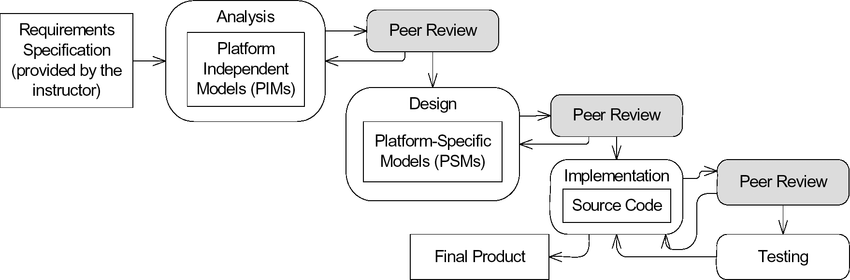 Requirements
Specification
(provided by the
instructor)
Analysis
Platform
Independent
Models (PIMs)
Peer Review
Design
Platform-Specific
Models (PSMs)
Peer Review
Implementation
Source Code
Peer Review
Testing
Final Product